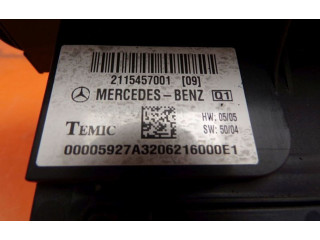 2115457001 [09]
MERCEDES-BENZ Q1
TEMIC
HW: 05/05
SW: 50/04
00005927A3206216000E1